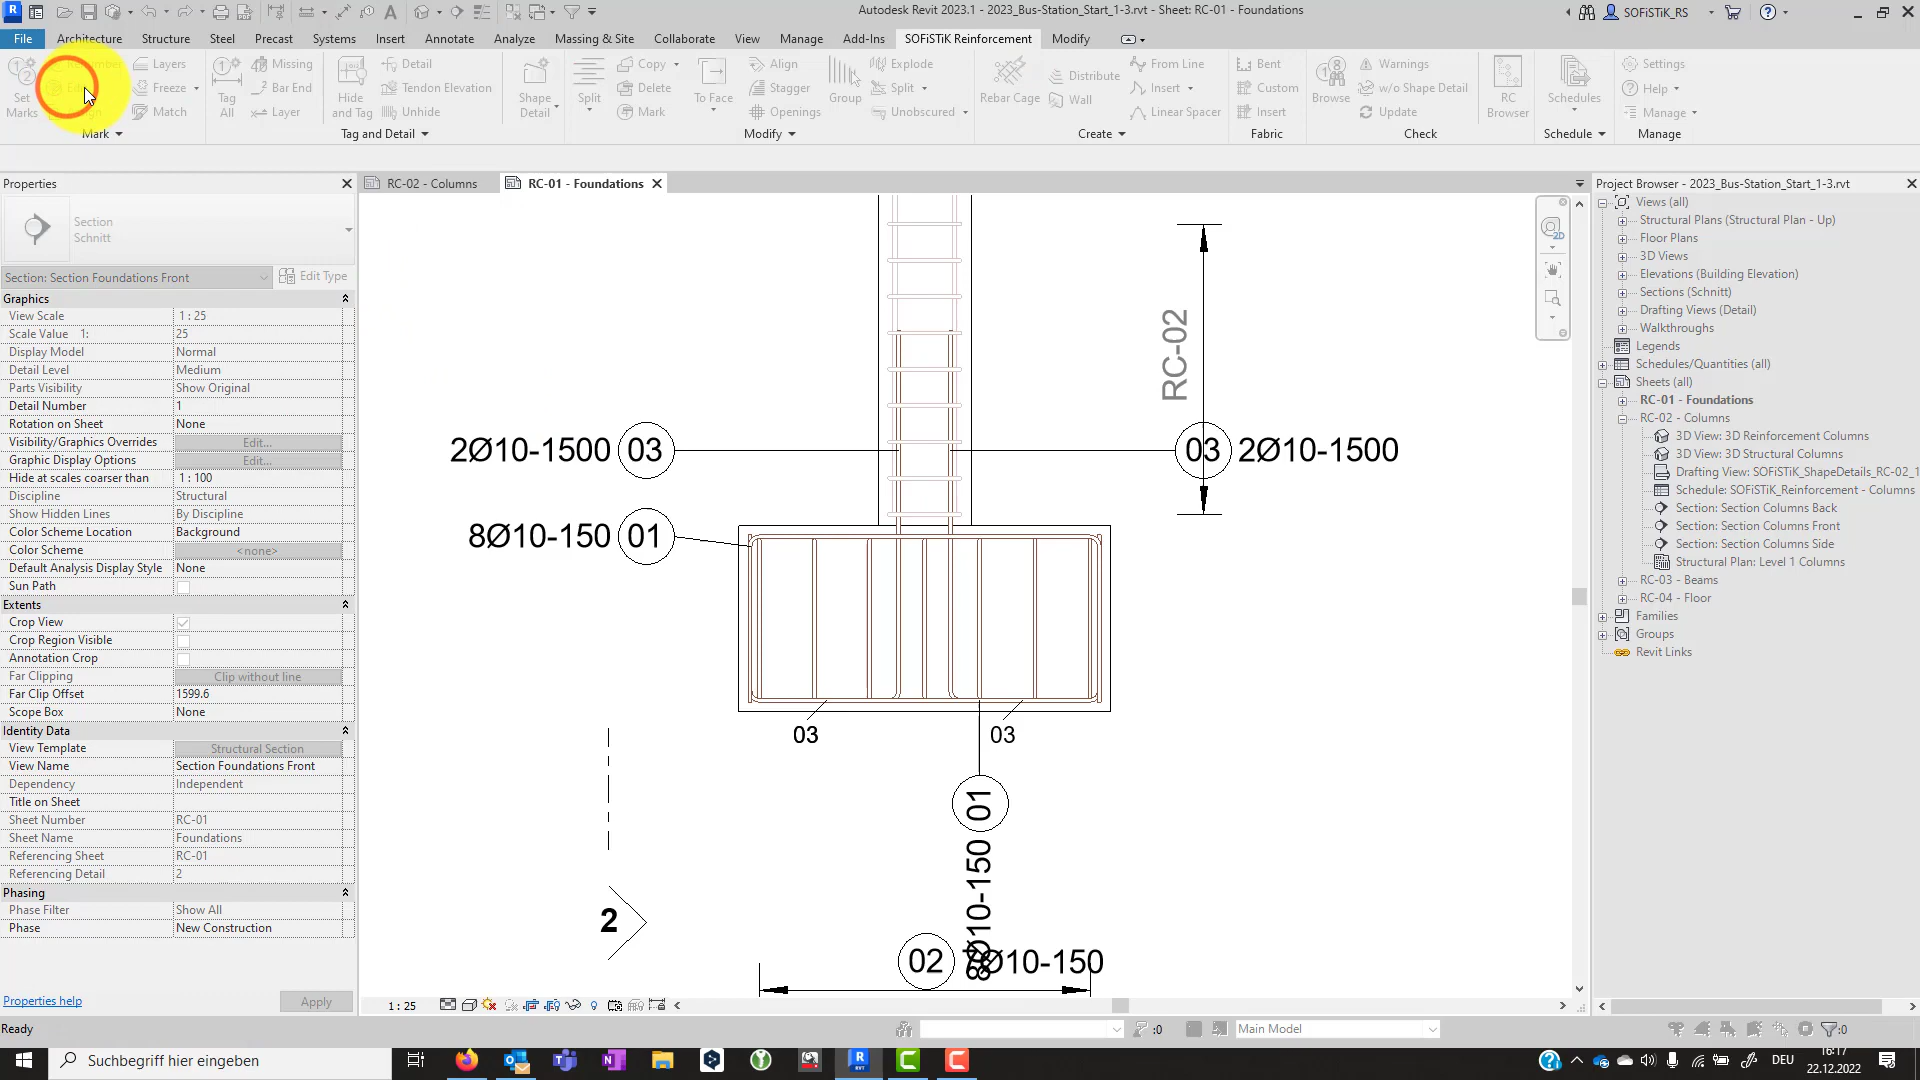 Autodesk Revit 2023.1 - 2023_Bus-Station_Start_1-3.rvt - Sheet: RC-01 - Foundations
SOFiSTiK_RS
File Architecture Structure Steel Precast Systems Insert Annotate Analyze Massing & Site Collaborate View Manage Add-Ins SOFiSTiK Reinforcement Modify
Set Marks
Layers
Freeze
Match
Mark
Tag All
Missing
Bar End
Layer
Hide and Tag
Detail
Tendon Elevation
Unhide
Tag and Detail
Shape Detail
Split
Copy
Delete
Mark
To Face
Align
Stagger
Openings
Group
Explode
Split
Unobscured
Modify
Rebar Cage
Distribute
Wall
From Line
Insert
Linear Spacer
Create
Bent
Custom
Insert
Fabric
Browse
Warnings
w/o Shape Detail
Update
Check
RC Browser
Schedules
Schedule
Settings
Help
Manage
Manage
Properties
RC-02 - Columns
RC-01 - Foundations
Project Browser - 2023_Bus-Station_Start_1-3.rvt
Section
Schnitt
Section: Section Foundations Front
Edit Type
Graphics
View Scale 1 : 25
Scale Value 1: 25
Display Model Normal
Detail Level Medium
Parts Visibility Show Original
Detail Number 1
Rotation on Sheet None
Visibility/Graphics Overrides Edit...
Graphic Display Options Edit...
Hide at scales coarser than 1 : 100
Discipline Structural
Show Hidden Lines By Discipline
Color Scheme Location Background
Color Scheme <none>
Default Analysis Display Style None
Sun Path
Extents
Crop View
Crop Region Visible
Annotation Crop
Far Clipping Clip without line
Far Clip Offset 1599.6
Scope Box None
Identity Data
View Template Structural Section
View Name Section Foundations Front
Dependency Independent
Title on Sheet
Sheet Number RC-01
Sheet Name Foundations
Referencing Sheet RC-01
Referencing Detail 2
Phasing
Phase Filter Show All
Phase New Construction
Properties help
Apply
RC-02
2Ø10-1500 03
03 2Ø10-1500
8Ø10-150 01
03
03
8Ø10-150 01
2
02
Ø10-150
2D
Views (all)
Structural Plans (Structural Plan - Up)
Floor Plans
3D Views
Elevations (Building Elevation)
Sections (Schnitt)
Drafting Views (Detail)
Walkthroughs
Legends
Schedules/Quantities (all)
Sheets (all)
RC-01 - Foundations
RC-02 - Columns
3D View: 3D Reinforcement Columns
3D View: 3D Structural Columns
Drafting View: SOFiSTiK_ShapeDetails_RC-02_1
Schedule: SOFiSTiK_Reinforcement - Columns
Section: Section Columns Back
Section: Section Columns Front
Section: Section Columns Side
Structural Plan: Level 1 Columns
RC-03 - Beams
RC-04 - Floor
Families
Groups
Revit Links
1 : 25
Ready
:0
Main Model
:0
Suchbegriff hier eingeben
DEU
16:17
22.12.2022